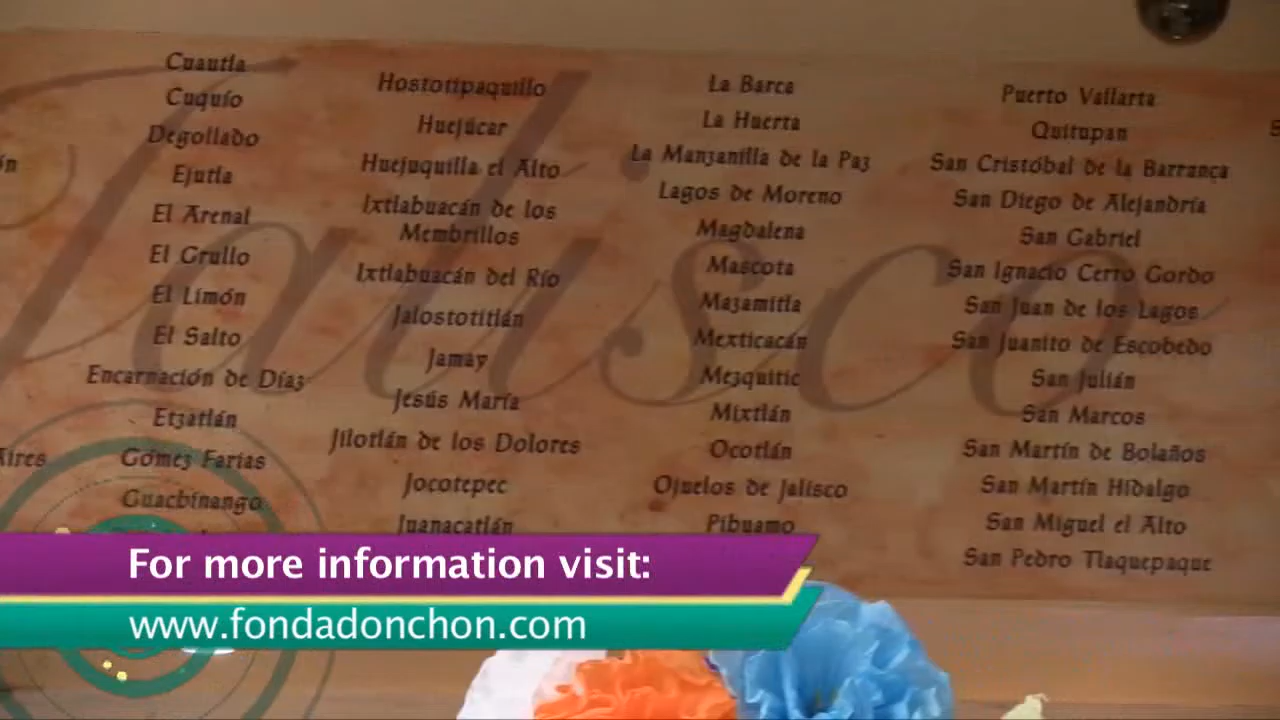 Jalisco
Cuautla
Cuquío
Degollado
Ejutla
El Arenal
El Grullo
El Limón
El Salto
Encarnación de Díaz
Etzatlán
Gómez Farias
Guachinango
Hostotipaquillo
Huejúcar
Huejuquilla el Alto
Ixtlahuacán de los
Membrillos
Ixtlahuacán del Río
Jalostotitlán
Jamay
Jesús María
Jilotlán de los Dolores
Jocotepec
Juanacatlán
La Barca
La Huerta
La Manzanilla de la Paz
Lagos de Moreno
Magdalena
Mascota
Mazamitla
Mexticacán
Mezquitic
Mixtlán
Ocotlán
Ojuelos de Jalisco
Pihuamo
Puerto Vallarta
Quitupan
San Cristóbal de la Barranca
San Diego de Alejandría
San Gabriel
San Ignacio Cerro Gordo
San Juan de los Lagos
San Juanito de Escobedo
San Julián
San Marcos
San Martín de Bolaños
San Martín Hidalgo
San Miguel el Alto
San Pedro Tlaquepaque
For more information visit:
www.fondadonchon.com